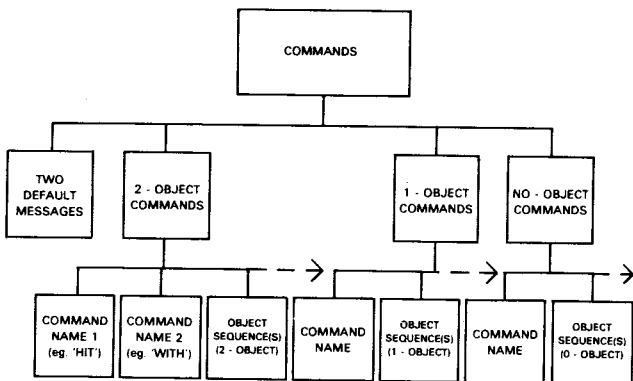 COMMANDS
TWO
DEFAULT
MESSAGES
2 - OBJECT
COMMANDS
1 - OBJECT
COMMANDS
NO - OBJECT
COMMANDS
COMMAND
NAME 1
(eg. 'HIT')
COMMAND
NAME 2
(eg. 'WITH')
OBJECT
SEQUENCE(S)
(2 - OBJECT)
COMMAND
NAME
OBJECT
SEQUENCE(S)
(1 - OBJECT)
COMMAND
NAME
OBJECT
SEQUENCE(S)
(0 - OBJECT)